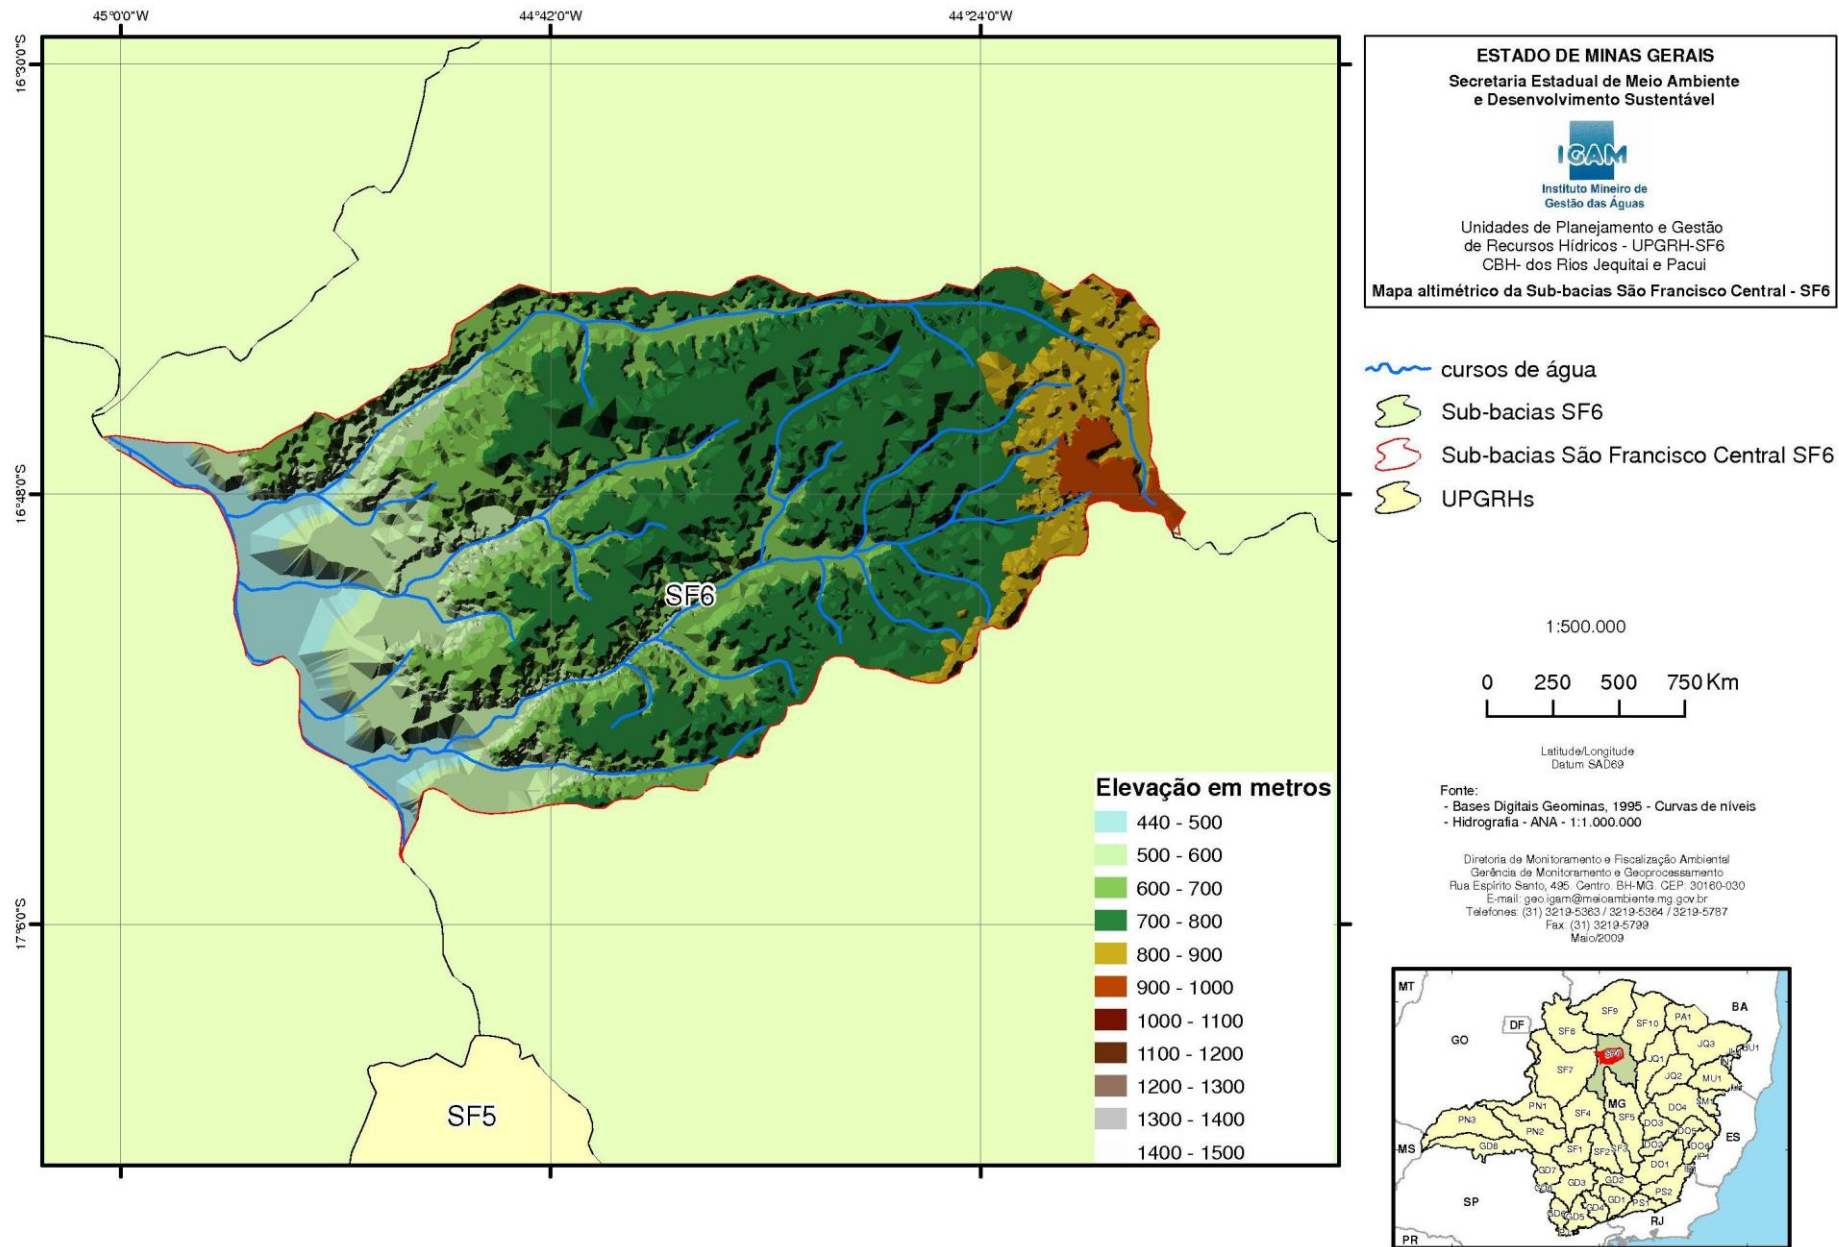 45°0'0"W
44°42'0"W
44°24'0"W
16°30'0"S
16°48'0"S
17°6'0"S
SF6
SF5
Elevação em metros
440 - 500
500 - 600
600 - 700
700 - 800
800 - 900
900 - 1000
1000 - 1100
1100 - 1200
1200 - 1300
1300 - 1400
1400 - 1500
ESTADO DE MINAS GERAIS
Secretaria Estadual de Meio Ambiente
e Desenvolvimento Sustentável
IGAM
Instituto Mineiro de
Gestão das Águas
Unidades de Planejamento e Gestão
de Recursos Hídricos - UPGRH-SF6
CBH- dos Rios Jequitai e Pacui
Mapa altimétrico da Sub-bacias São Francisco Central - SF6
cursos de água
Sub-bacias SF6
Sub-bacias São Francisco Central SF6
UPGRHs
1:500.000
0 250 500 750 Km
Latitude/Longitude
Datum SAD69
Fonte:
- Bases Digitais Geominas, 1995 - Curvas de níveis
- Hidrografia - ANA - 1:1.000.000
Diretoria de Monitoramento e Fiscalização Ambiental
Gerência de Monitoramento e Geoprocessamento
Rua Espírito Santo, 495. Centro. BH-MG. CEP: 30160-030
E-mail: geo.igam@meioambiente.mg.gov.br
Telefones: (31) 3219-5363 / 3219-5364 / 3219-5787
Fax: (31) 3219-5799
Maio/2009
MT
BA
GO
DF
SF9
SF8
SF10
PA1
JQ3
BU1
SF6
SF7
JQ1
JQ2
MU1
MG
SM1
PN1
SF4
SF5
DO4
PN3
PN2
DO3
DO5
ES
GD8
SF1
SF2
SF3
DO2
DO6
MS
IP1
DO1
GD7
GD3
GD2
PS2
SP
GD1
PS1
GD4
GD5
GD6
RJ
PR